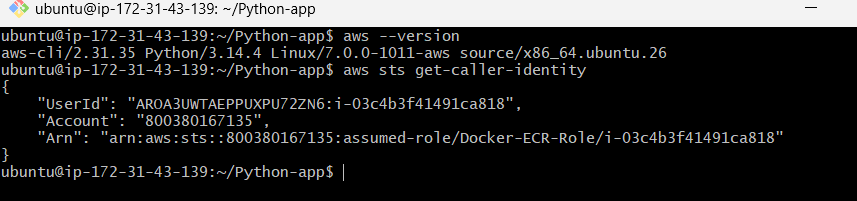 ubuntu@ip-172-31-43-139: ~/Python-app
ubuntu@ip-172-31-43-139:~/Python-app$ aws --version
aws-cli/2.31.35 Python/3.14.4 Linux/7.0.0-1011-aws source/x86_64.ubuntu.26
ubuntu@ip-172-31-43-139:~/Python-app$ aws sts get-caller-identity
{
    "UserId": "AROA3UWTAEPPUXPU72ZN6:i-03c4b3f41491ca818",
    "Account": "800380167135",
    "Arn": "arn:aws:sts::800380167135:assumed-role/Docker-ECR-Role/i-03c4b3f41491ca818"
}
ubuntu@ip-172-31-43-139:~/Python-app$